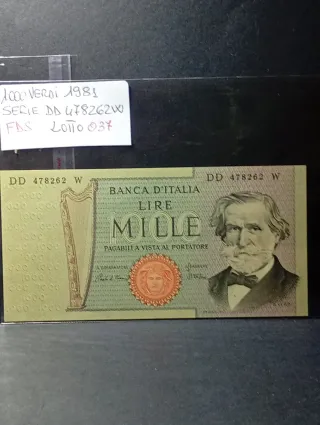 1000 VERDI 1981
SERIE DD 478262W
FDS LOTTO 037
DD 478262 W
DD 478262 W
BANCA D'ITALIA
LIRE
MILLE
PAGABILI A VISTA AL PORTATORE